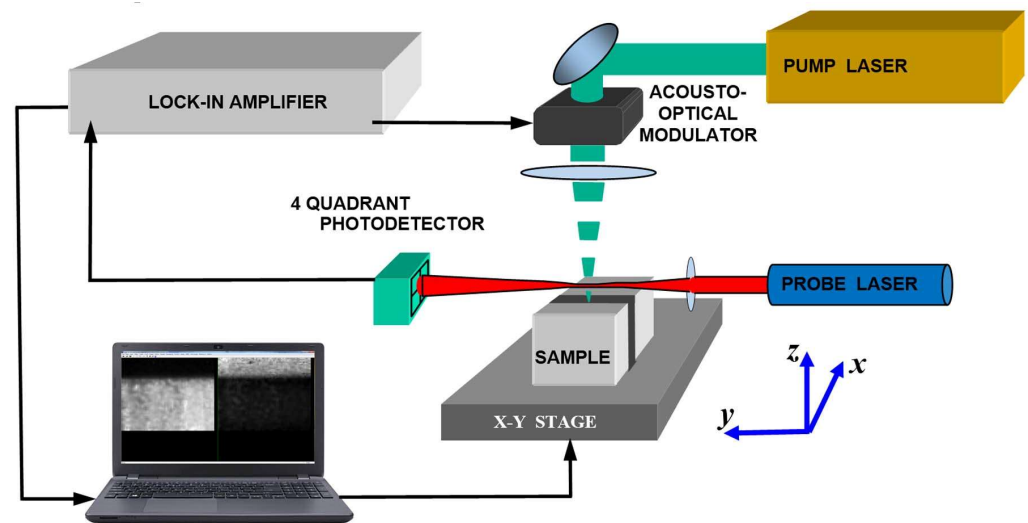 PUMP LASER
LOCK-IN AMPLIFIER
ACOUSTO-
OPTICAL
MODULATOR
4 QUADRANT
PHOTODETECTOR
PROBE LASER
SAMPLE
X-Y STAGE
z
x
y